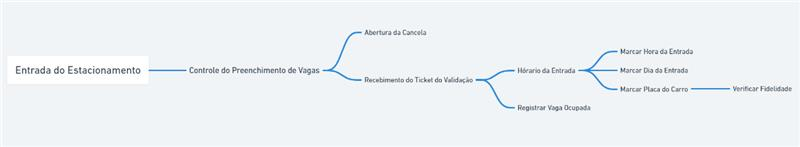 Entrada do Estacionamento
Controle do Preenchimento de Vagas
Abertura da Cancela
Recebimento do Ticket do Validação
Hórario da Entrada
Marcar Hora da Entrada
Marcar Dia da Entrada
Marcar Placa do Carro
Verificar Fidelidade
Registrar Vaga Ocupada